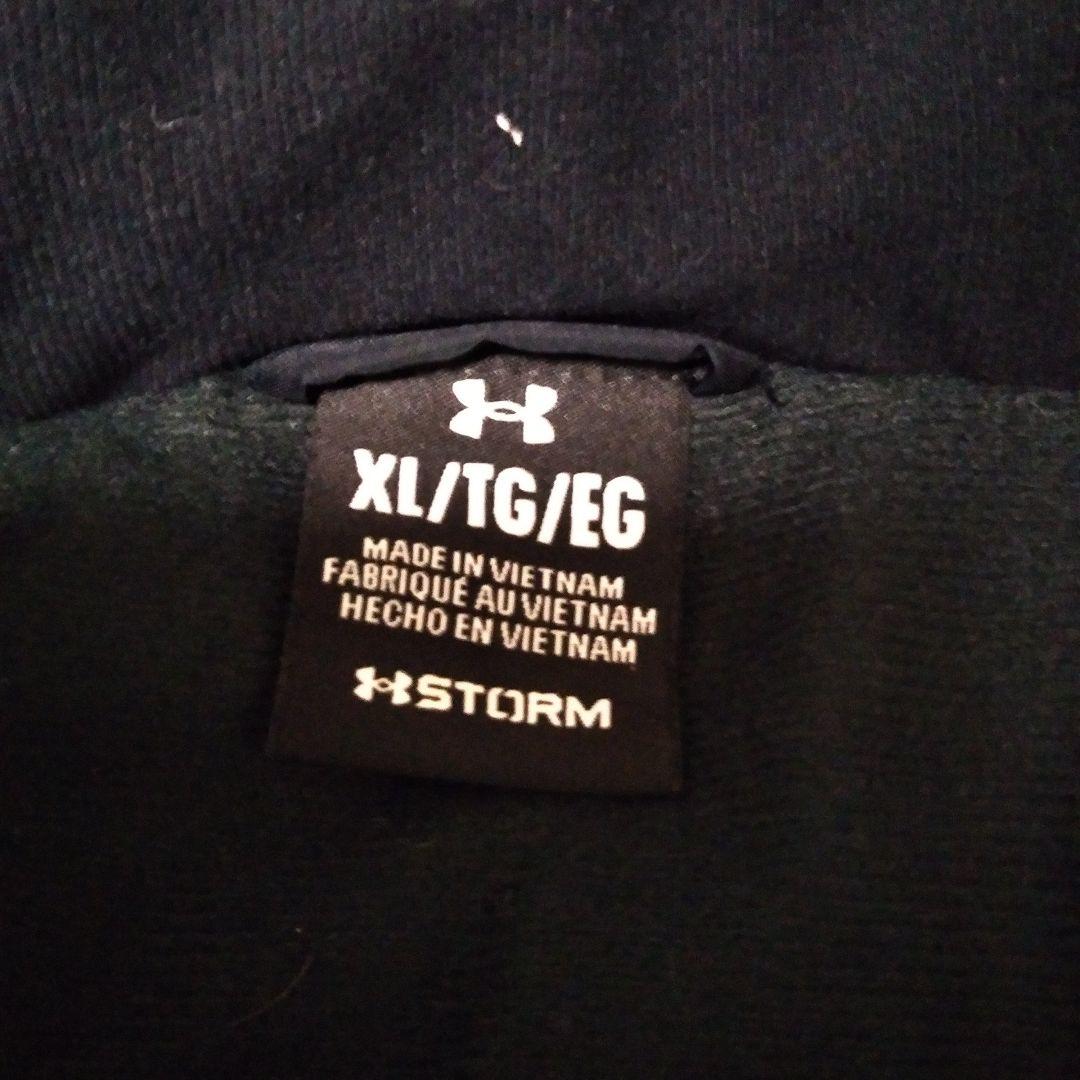 XL/TG/EG
MADE IN VIETNAM
FABRIQUÉ AU VIETNAM
HECHO EN VIETNAM
STORM